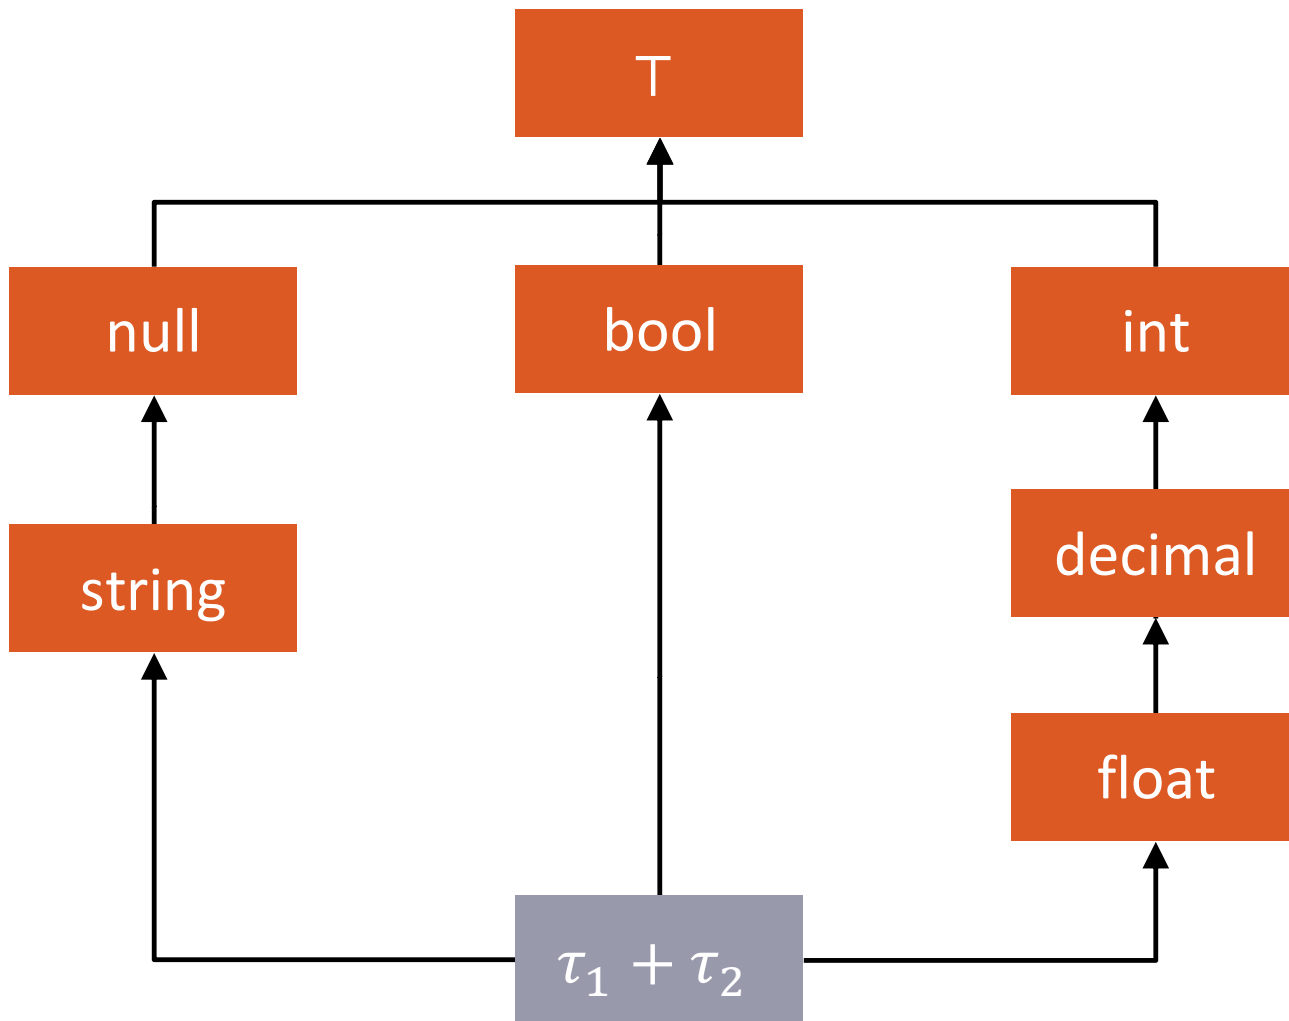 ⊤
null
bool
int
decimal
string
float
τ₁ + τ₂